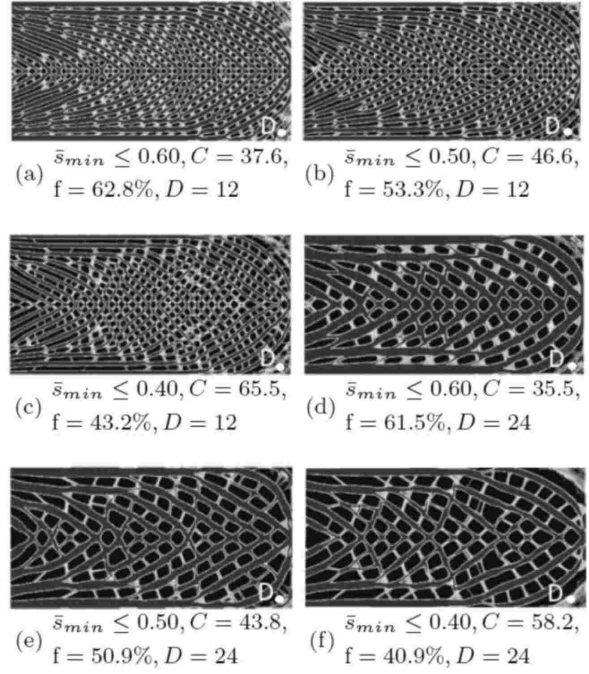 D
D
(a) s̄_min ≤ 0.60, C = 37.6, f = 62.8%, D = 12
(b) s̄_min ≤ 0.50, C = 46.6, f = 53.3%, D = 12
D
D
(c) s̄_min ≤ 0.40, C = 65.5, f = 43.2%, D = 12
(d) s̄_min ≤ 0.60, C = 35.5, f = 61.5%, D = 24
D
D
(e) s̄_min ≤ 0.50, C = 43.8, f = 50.9%, D = 24
(f) s̄_min ≤ 0.40, C = 58.2, f = 40.9%, D = 24